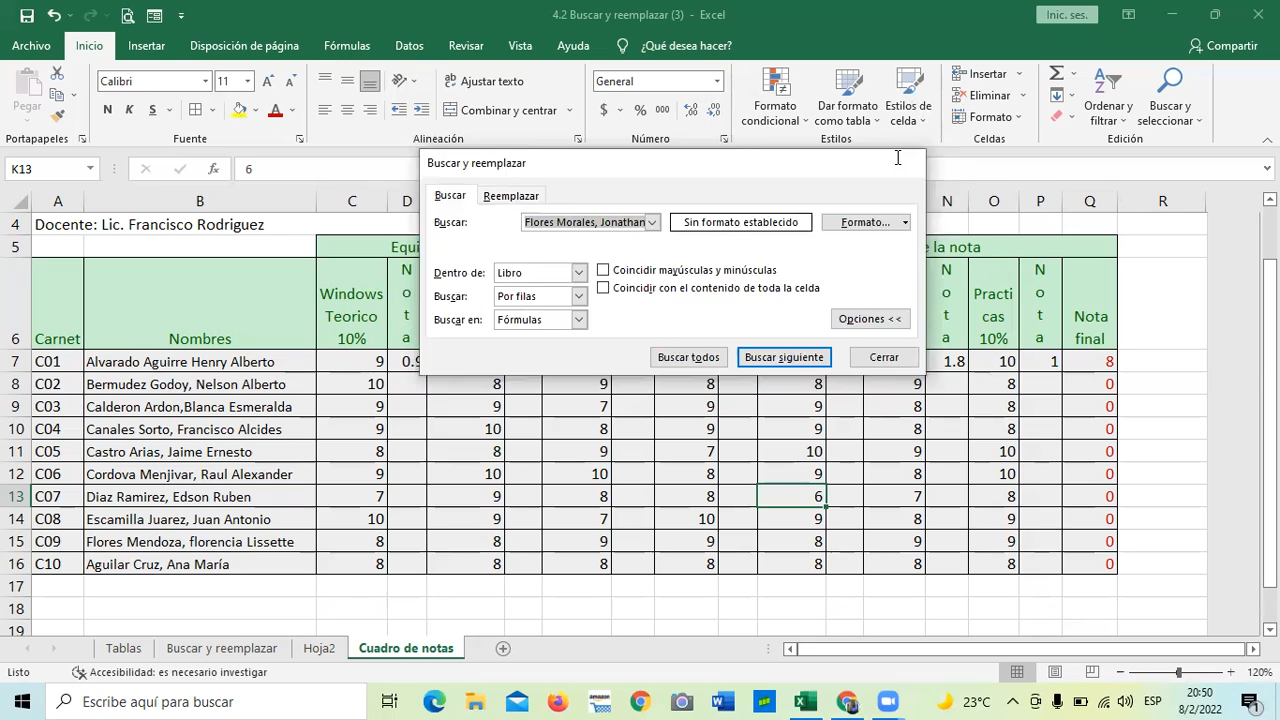 4.2 Buscar y reemplazar (3) - Excel
Inic. ses.
Archivo Inicio Insertar Disposición de página Fórmulas Datos Revisar Vista Ayuda ¿Qué desea hacer? Compartir
Pegar
Calibri 11
N K S
Ajustar texto
Combinar y centrar
General
$ % 000
Formato condicional
Dar formato como tabla
Estilos de celda
Insertar
Eliminar
Formato
Ordenar y filtrar
Buscar y seleccionar
Portapapeles Fuente Alineación Número Estilos Celdas Edición
K13 fx 6
Buscar y reemplazar
Buscar Reemplazar
Buscar: Flores Morales, Jonathan Sin formato establecido Formato...
Dentro de: Libro Coincidir mayúsculas y minúsculas
Buscar: Por filas Coincidir con el contenido de toda la celda
Buscar en: Fórmulas Opciones <<
Buscar todos Buscar siguiente Cerrar
A B C D N O P Q R
4 Docente: Lic. Francisco Rodriguez
5 Equi e la nota
6 Carnet Nombres Windows Teorico 10% Nota Nota Practicas 10% Nota Nota final
7 C01 Alvarado Aguirre Henry Alberto 9 0.9 1.8 10 1 8
8 C02 Bermudez Godoy, Nelson Alberto 10 8 9 8 9 8 8 0
9 C03 Calderon Ardon,Blanca Esmeralda 9 9 7 9 9 8 8 0
10 C04 Canales Sorto, Francisco Alcides 9 10 8 9 9 8 8 0
11 C05 Castro Arias, Jaime Ernesto 8 8 9 7 10 9 10 0
12 C06 Cordova Menjivar, Raul Alexander 9 10 10 8 9 8 10 0
13 C07 Diaz Ramirez, Edson Ruben 7 9 8 8 6 7 8 0
14 C08 Escamilla Juarez, Juan Antonio 10 9 7 10 9 8 9 0
15 C09 Flores Mendoza, florencia Lissette 8 8 9 9 8 9 9 0
16 C10 Aguilar Cruz, Ana María 8 8 8 8 8 8 8 0
17
18
19
Tablas Buscar y reemplazar Hoja2 Cuadro de notas
Listo Accesibilidad: es necesario investigar 120%
Escribe aquí para buscar 23°C ESP 20:50
8/2/2022